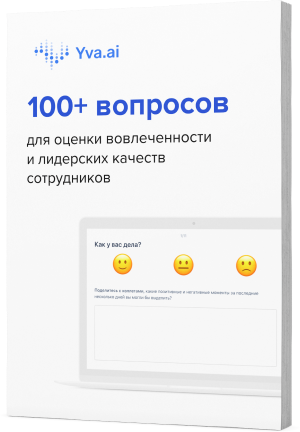 Yva.ai
100+ вопросов
для оценки вовлеченности
и лидерских качеств
сотрудников
Как у вас дела?
Поделитесь с коллегами, какие позитивные и негативные моменты за последние
несколько дней вы могли бы выделить?